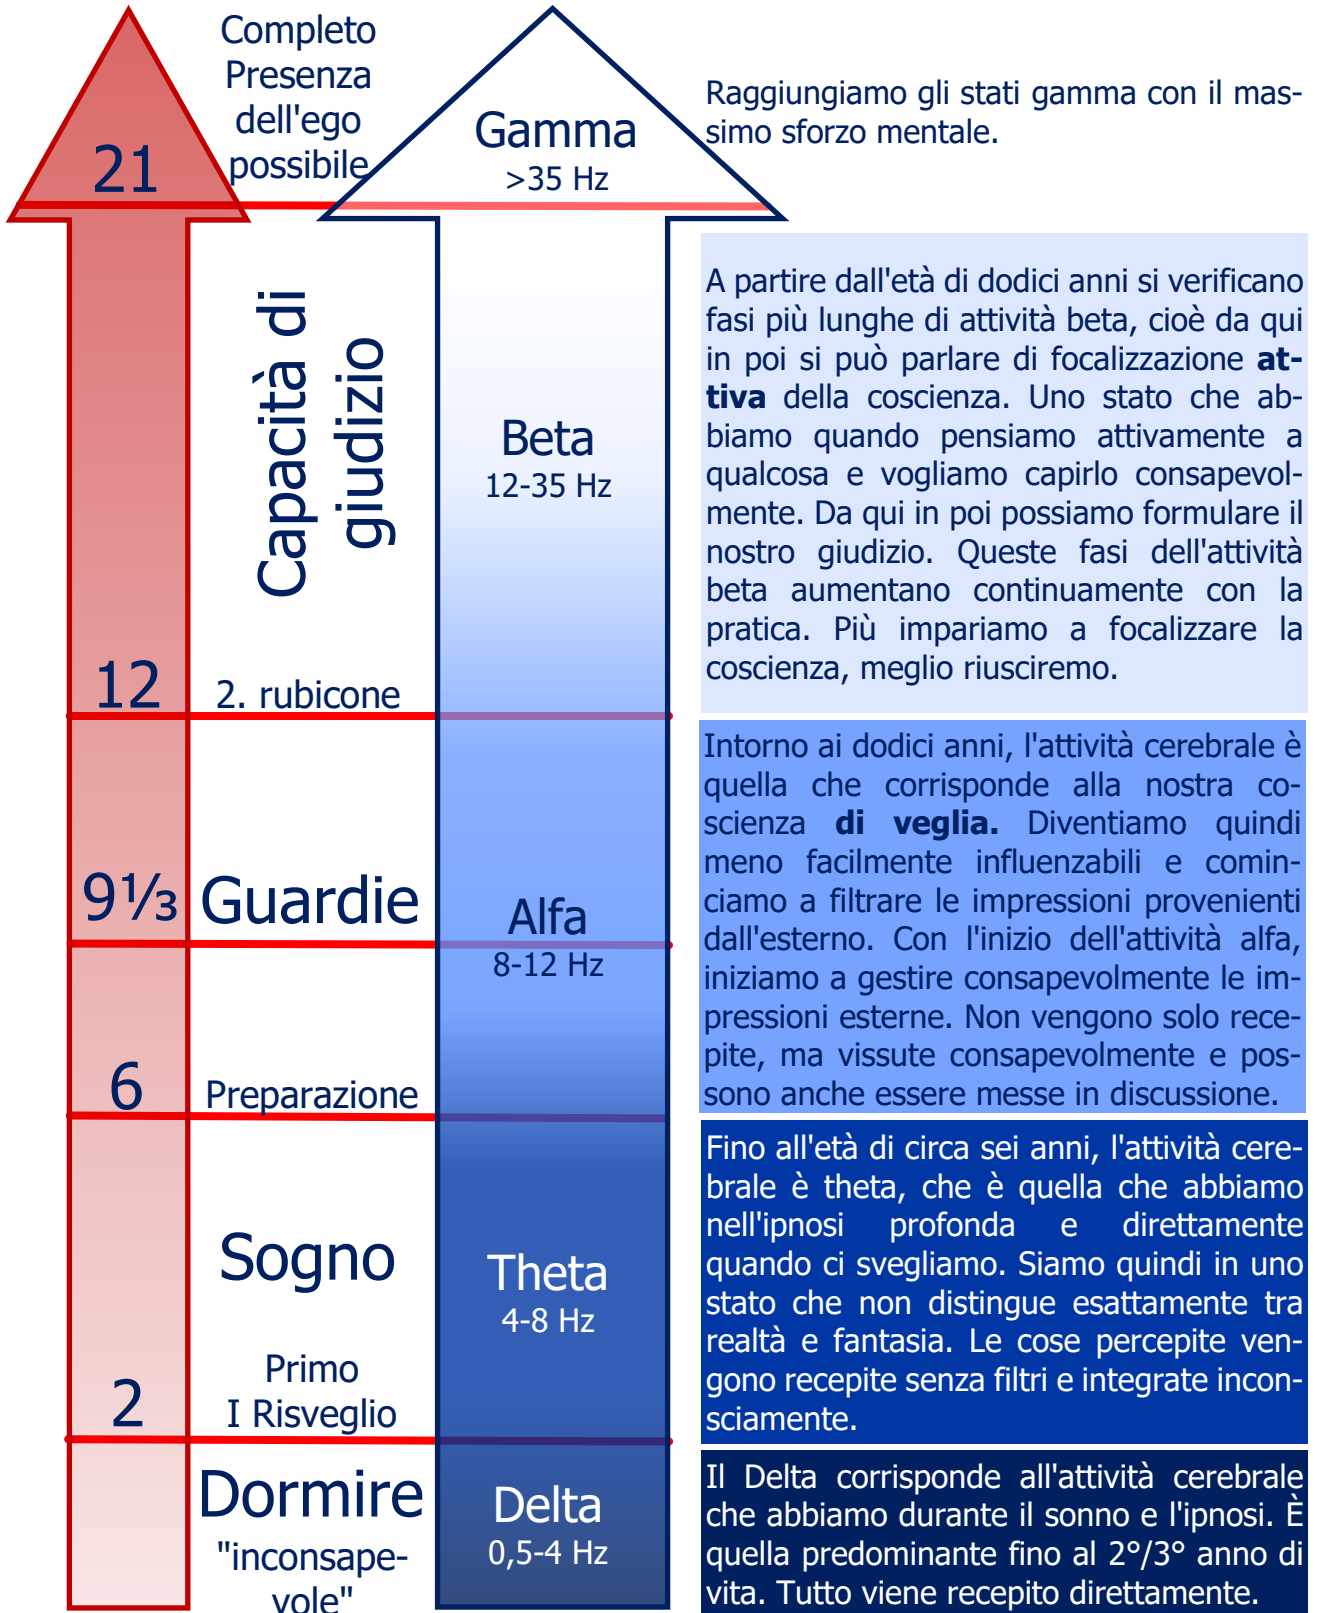 Completo
Presenza
dell'ego
possibile
21
Gamma
>35 Hz
Raggiungiamo gli stati gamma con il mas-
simo sforzo mentale.
Capacità di
giudizio
Beta
12-35 Hz
A partire dall'età di dodici anni si verificano
fasi più lunghe di attività beta, cioè da qui
in poi si può parlare di focalizzazione at-
tiva della coscienza. Uno stato che ab-
biamo quando pensiamo attivamente a
qualcosa e vogliamo capirlo consapevol-
mente. Da qui in poi possiamo formulare il
nostro giudizio. Queste fasi dell'attività
beta aumentano continuamente con la
pratica. Più impariamo a focalizzare la
coscienza, meglio riusciremo.
12
2. rubicone
9⅓
Guardie
Alfa
8-12 Hz
Intorno ai dodici anni, l'attività cerebrale è
quella che corrisponde alla nostra co-
scienza di veglia. Diventiamo quindi
meno facilmente influenzabili e comin-
ciamo a filtrare le impressioni provenienti
dall'esterno. Con l'inizio dell'attività alfa,
iniziamo a gestire consapevolmente le im-
pressioni esterne. Non vengono solo rece-
pite, ma vissute consapevolmente e pos-
sono anche essere messe in discussione.
6
Preparazione
Sogno
Theta
4-8 Hz
Fino all'età di circa sei anni, l'attività cere-
brale è theta, che è quella che abbiamo
nell'ipnosi profonda e direttamente
quando ci svegliamo. Siamo quindi in uno
stato che non distingue esattamente tra
realtà e fantasia. Le cose percepite ven-
gono recepite senza filtri e integrate incon-
sciamente.
2
Primo
I Risveglio
Dormire
"inconsape-
vole"
Delta
0,5-4 Hz
Il Delta corrisponde all'attività cerebrale
che abbiamo durante il sonno e l'ipnosi. È
quella predominante fino al 2°/3° anno di
vita. Tutto viene recepito direttamente.